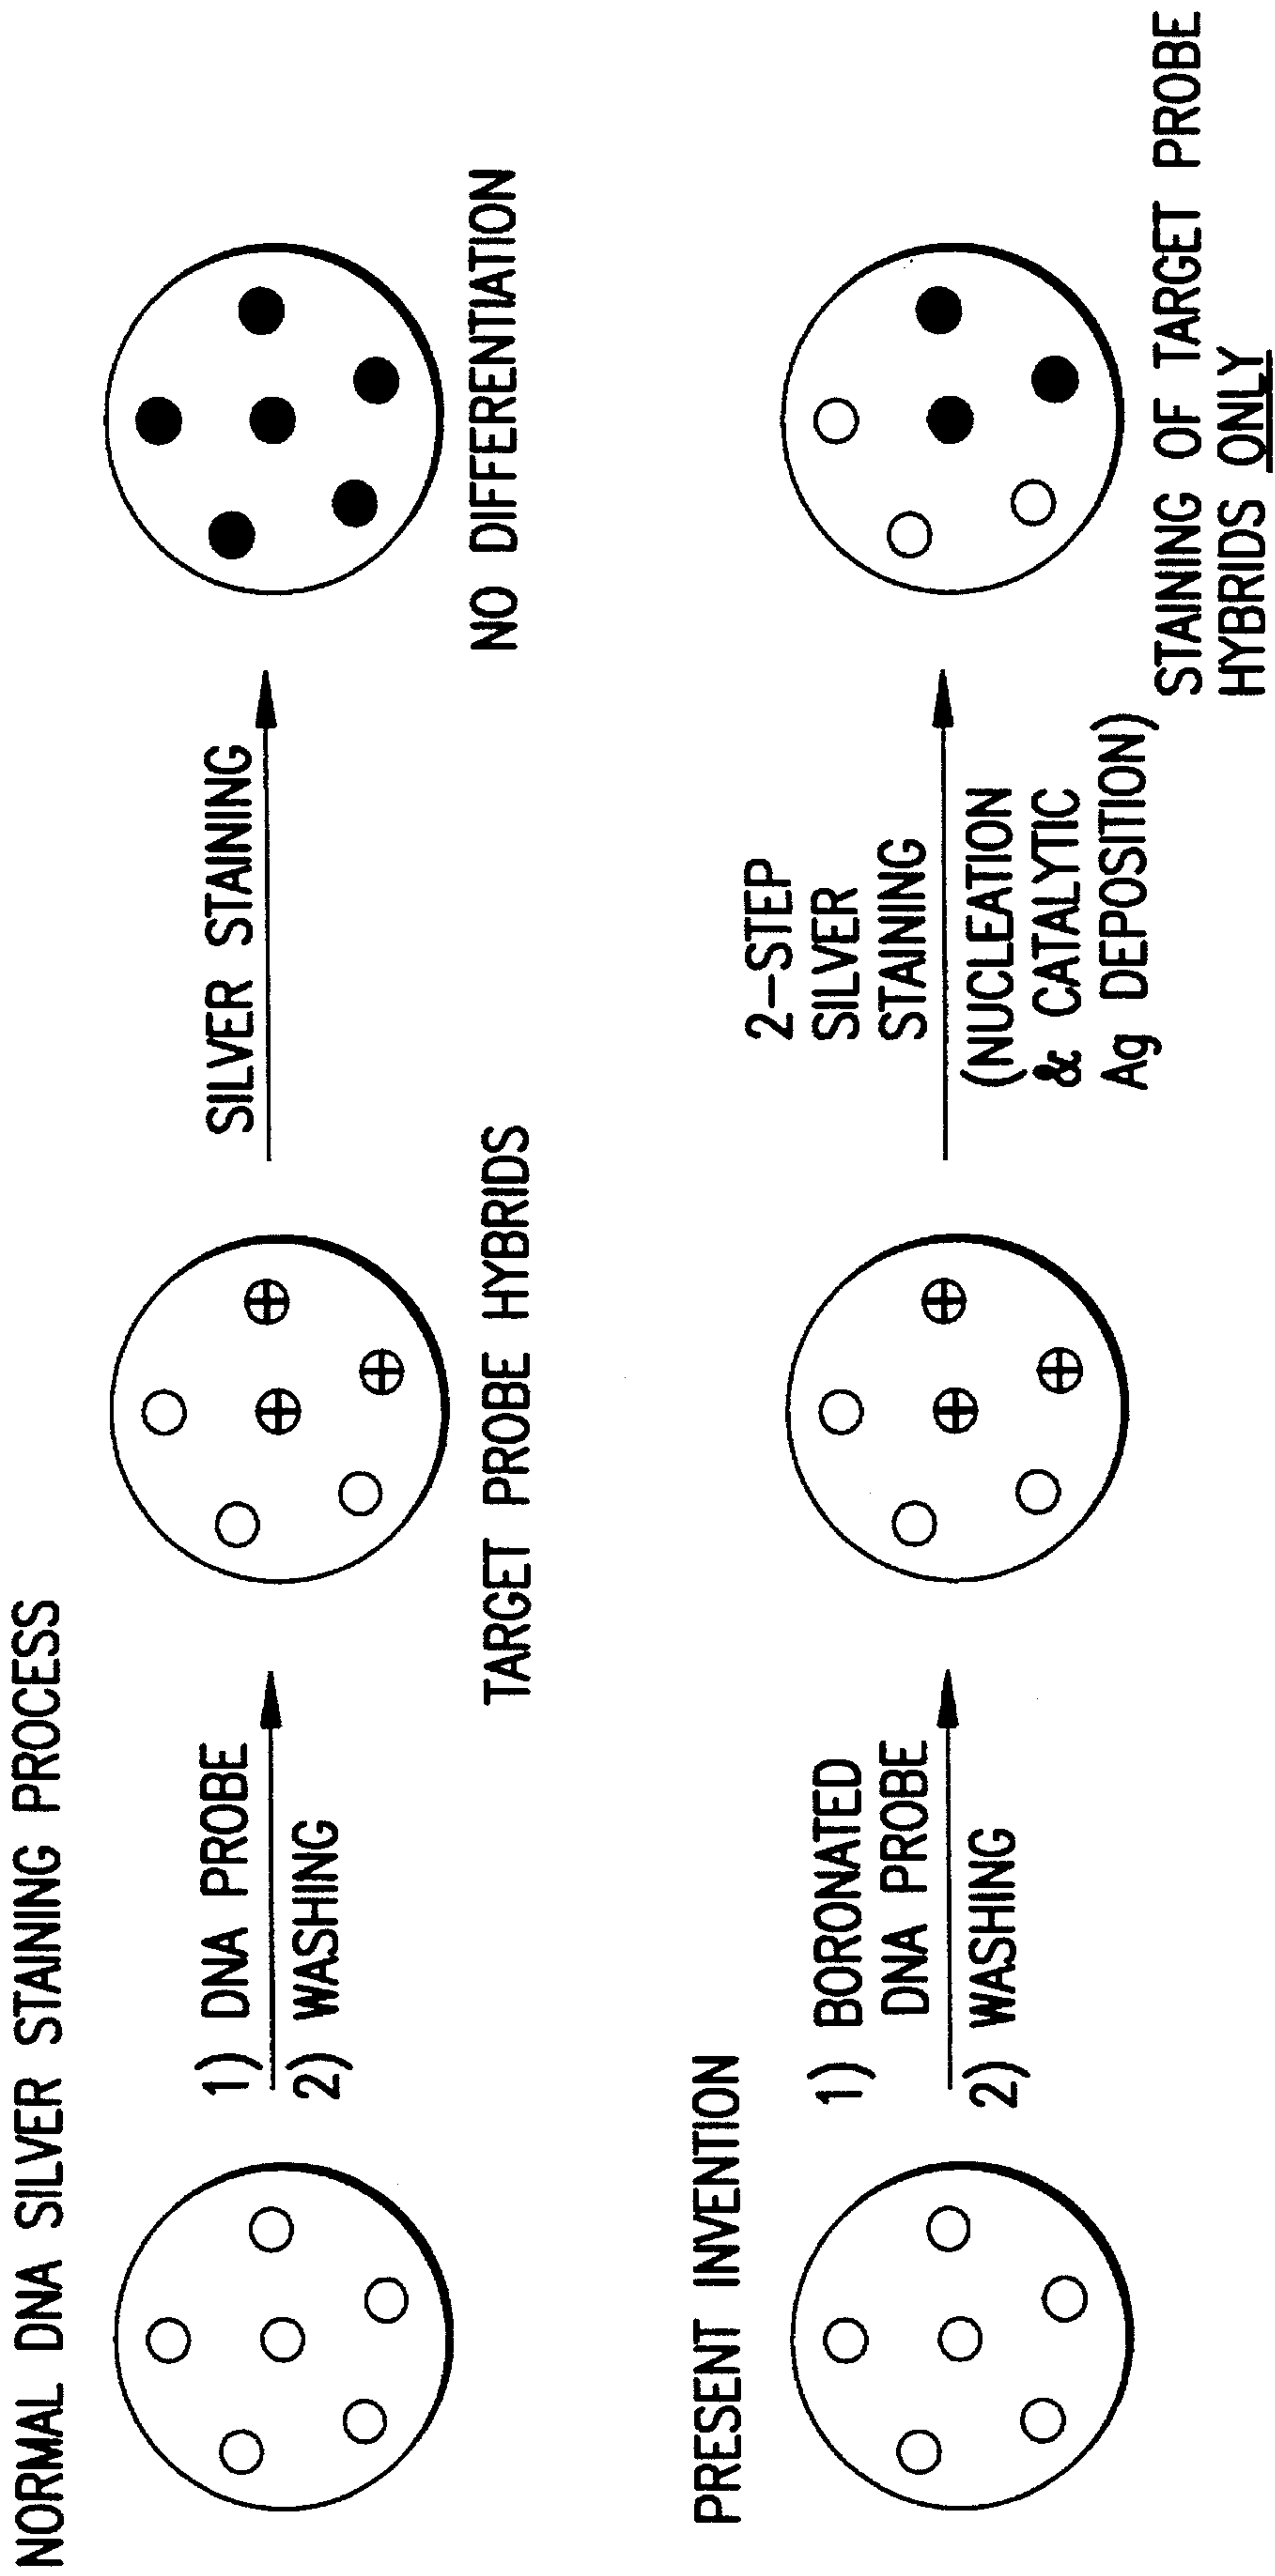 NORMAL DNA SILVER STAINING PROCESS
1) DNA PROBE
2) WASHING
TARGET PROBE HYBRIDS
SILVER STAINING
NO DIFFERENTIATION
PRESENT INVENTION
1) BORONATED
DNA PROBE
2) WASHING
2-STEP
SILVER
STAINING
(NUCLEATION
& CATALYTIC
Ag DEPOSITION)
STAINING OF TARGET PROBE
HYBRIDS ONLY